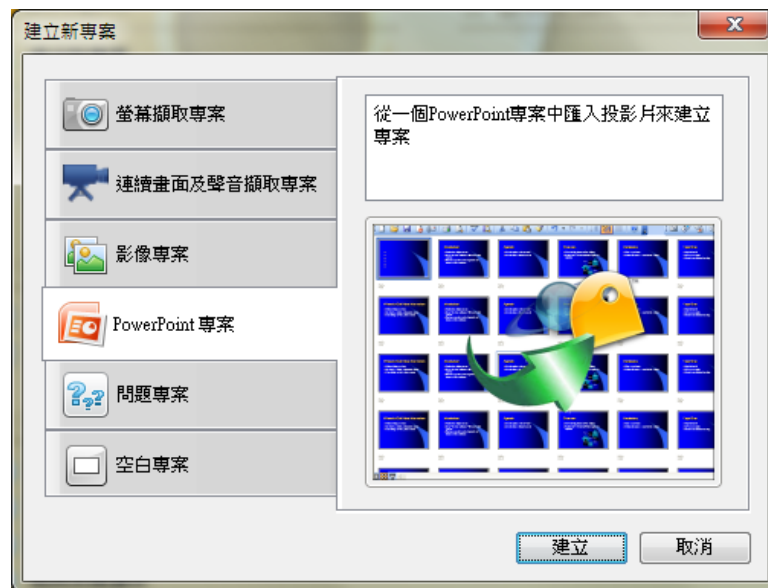 建立新專案
螢幕擷取專案
連續畫面及聲音擷取專案
影像專案
PowerPoint 專案
問題專案
空白專案
從一個PowerPoint專案中匯入投影片來建立
專案
建立
取消